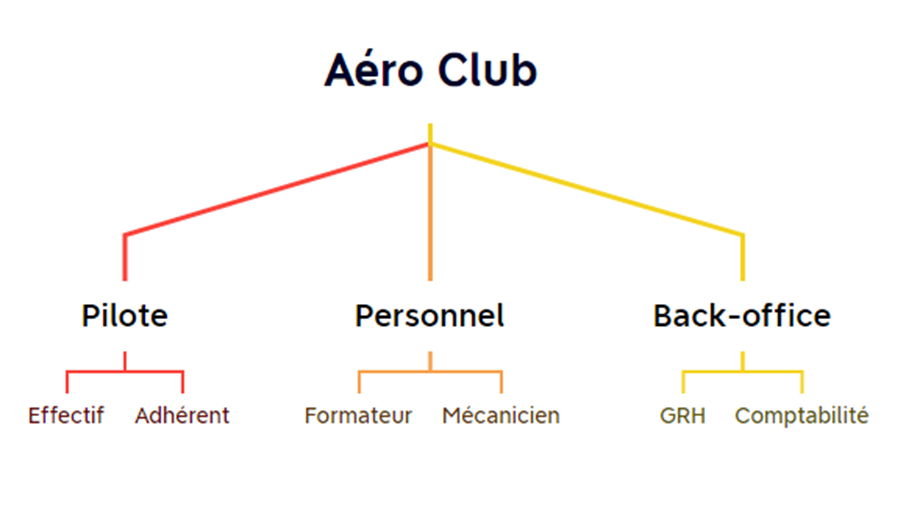 Aéro Club
Pilote Personnel Back-office
Effectif Adhérent Formateur Mécanicien GRH Comptabilité